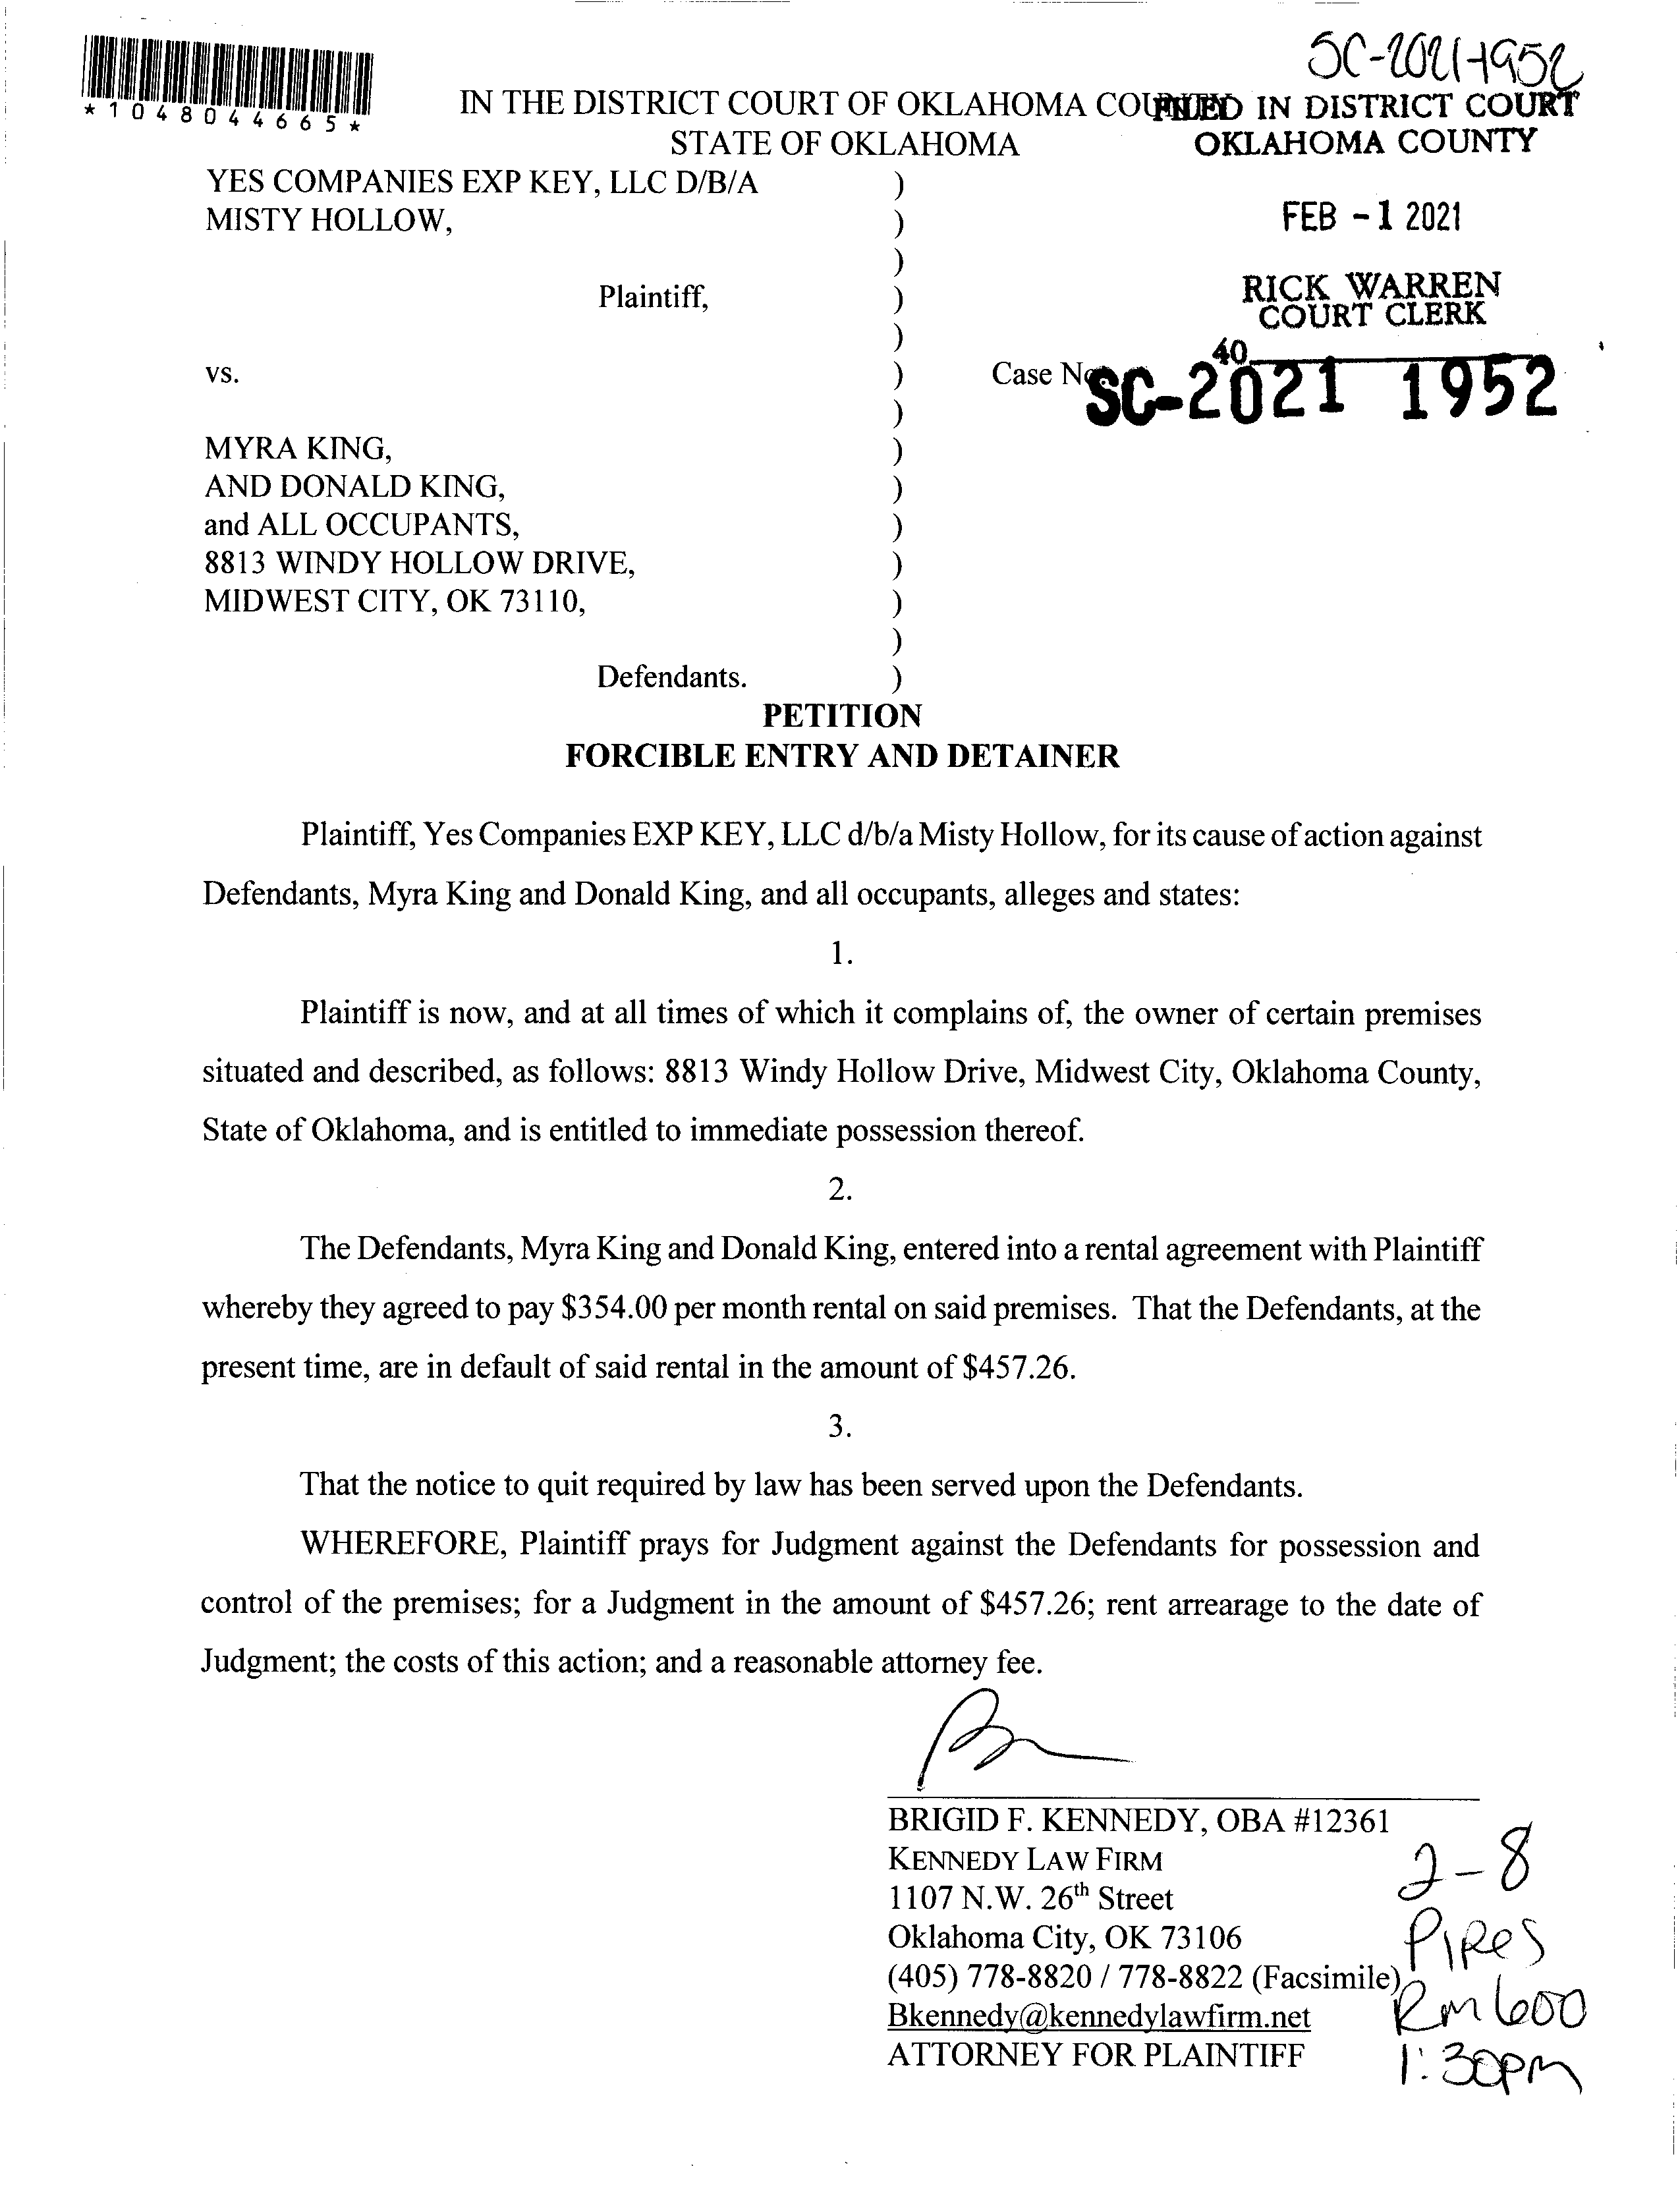 SC-2021-1952
*1048044665*
IN THE DISTRICT COURT OF OKLAHOMA COUNTY
STATE OF OKLAHOMA
FILED IN DISTRICT COURT
OKLAHOMA COUNTY
FEB -1 2021
RICK WARREN
COURT CLERK
40
YES COMPANIES EXP KEY, LLC D/B/A )
MISTY HOLLOW, )
)
Plaintiff, )
)
vs. ) Case No. SC-2021 1952
)
MYRA KING, )
AND DONALD KING, )
and ALL OCCUPANTS, )
8813 WINDY HOLLOW DRIVE, )
MIDWEST CITY, OK 73110, )
)
Defendants. )
PETITION
FORCIBLE ENTRY AND DETAINER
Plaintiff, Yes Companies EXP KEY, LLC d/b/a Misty Hollow, for its cause of action against
Defendants, Myra King and Donald King, and all occupants, alleges and states:
1.
Plaintiff is now, and at all times of which it complains of, the owner of certain premises
situated and described, as follows: 8813 Windy Hollow Drive, Midwest City, Oklahoma County,
State of Oklahoma, and is entitled to immediate possession thereof.
2.
The Defendants, Myra King and Donald King, entered into a rental agreement with Plaintiff
whereby they agreed to pay $354.00 per month rental on said premises. That the Defendants, at the
present time, are in default of said rental in the amount of $457.26.
3.
That the notice to quit required by law has been served upon the Defendants.
WHEREFORE, Plaintiff prays for Judgment against the Defendants for possession and
control of the premises; for a Judgment in the amount of $457.26; rent arrearage to the date of
Judgment; the costs of this action; and a reasonable attorney fee.
BRIGID F. KENNEDY, OBA #12361
KENNEDY LAW FIRM
1107 N.W. 26th Street
Oklahoma City, OK 73106
(405) 778-8820 / 778-8822 (Facsimile)
Bkennedy@kennedylawfirm.net
ATTORNEY FOR PLAINTIFF
2-8
PIRES
Rm 600
1:30pm